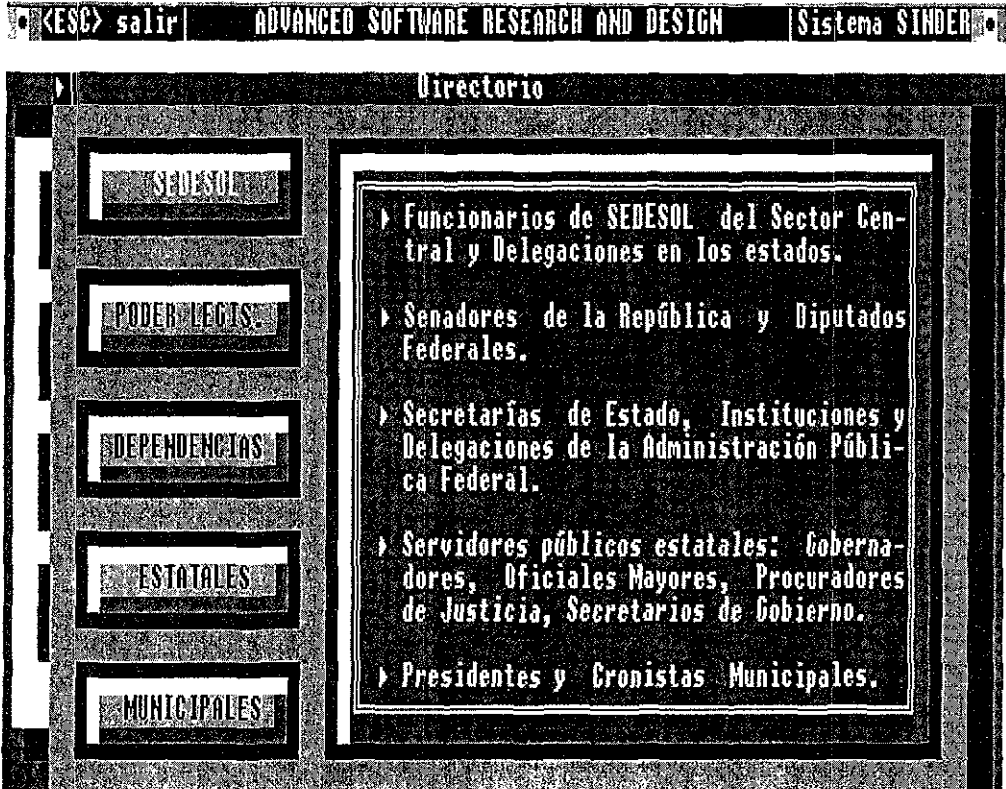 <ESC> salir ADVANCED SOFTWARE RESEARCH AND DESIGN Sistema SINDER
Directorio
SEDESOL
PODER LEGIS.
DEPENDENCIAS
ESTATALES
MUNICIPALES
Funcionarios de SEDESOL del Sector Cen-
tral y Delegaciones en los estados.
Senadores de la República y Diputados
Federales.
Secretarías de Estado, Instituciones y
Delegaciones de la Administración Públi-
ca Federal.
Servidores públicos estatales: Goberna-
dores, Oficiales Mayores, Procuradores
de Justicia, Secretarios de Gobierno.
Presidentes y Cronistas Municipales.